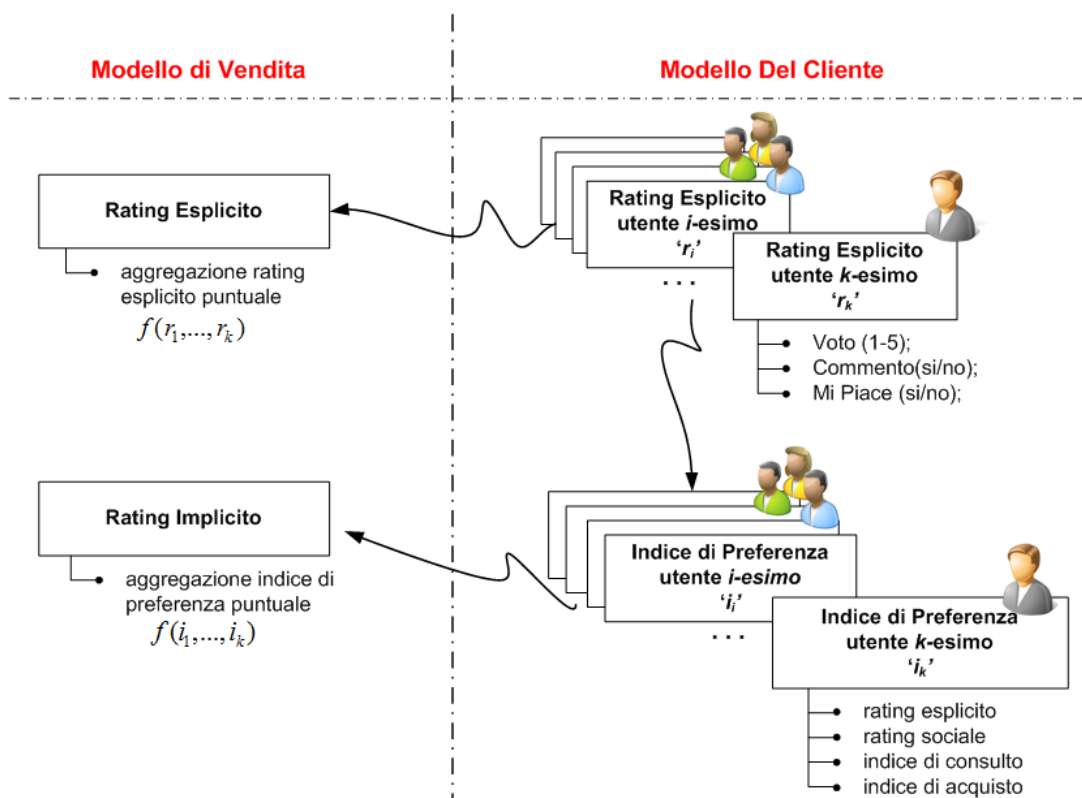 Modello di Vendita
Modello Del Cliente
Rating Esplicito
aggregazione rating
esplicito puntuale
f(r₁,...,rₖ)
Rating Esplicito
utente i-esimo
‘rᵢ’
...
Rating Esplicito
utente k-esimo
‘rₖ’
Voto (1-5);
Commento(si/no);
Mi Piace (si/no);
Rating Implicito
aggregazione indice di
preferenza puntuale
f(i₁,...,iₖ)
Indice di Preferenza
utente i-esimo
‘iᵢ’
...
Indice di Preferenza
utente k-esimo
‘iₖ’
rating esplicito
rating sociale
indice di consulto
indice di acquisto